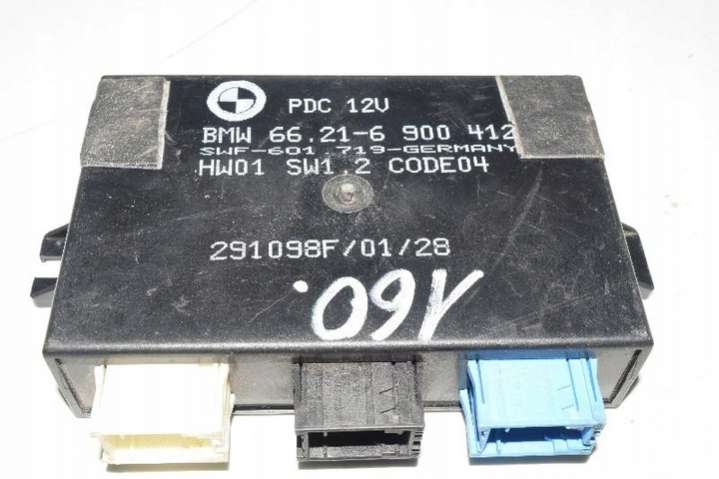 PDC 12V
BMW 66.21-6 900 412
SWF-601.719-GERMANY
HW01 SW1.2 CODE04
291098F/01/28
160.